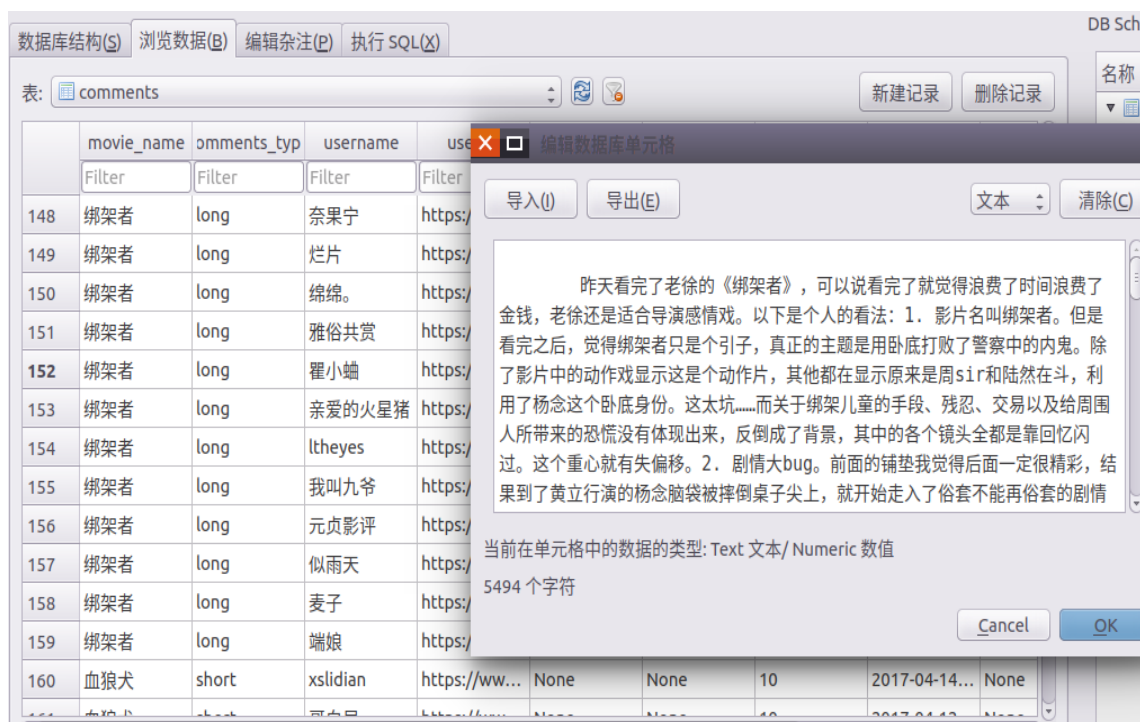 DB Sch
数据库结构(S) 浏览数据(B) 编辑杂注(P) 执行 SQL(X)
名称
表: comments 新建记录 删除记录
movie_name omments_typ username use
Filter Filter Filter Filter
编辑数据库单元格
导入(I) 导出(E) 文本 清除(C)
148 绑架者 long 奈果宁 https:/
149 绑架者 long 烂片 https:/
150 绑架者 long 绵绵。 https:/
151 绑架者 long 雅俗共赏 https:/
152 绑架者 long 瞿小蛐 https:/
153 绑架者 long 亲爱的火星猪 https:/
154 绑架者 long ltheyes https:/
155 绑架者 long 我叫九爷 https:/
156 绑架者 long 元贞影评 https:/
157 绑架者 long 似雨天 https:/
158 绑架者 long 麦子 https:/
159 绑架者 long 端娘 https:/
160 血狼犬 short xslidian https://ww... None None 10 2017-04-14... None
昨天看完了老徐的《绑架者》，可以说看完了就觉得浪费了时间浪费了
金钱，老徐还是适合导演感情戏。以下是个人的看法：1. 影片名叫绑架者。但是
看完之后，觉得绑架者只是个引子，真正的主题是用卧底打败了警察中的内鬼。除
了影片中的动作戏显示这是个动作片，其他都在显示原来是周sir和陆然在斗，利
用了杨念这个卧底身份。这太坑……而关于绑架儿童的手段、残忍、交易以及给周围
人所带来的恐慌没有体现出来，反倒成了背景，其中的各个镜头全都是靠回忆闪
过。这个重心就有失偏移。2. 剧情大bug。前面的铺垫我觉得后面一定很精彩，结
果到了黄立行演的杨念脑袋被摔倒桌子尖上，就开始走入了俗套不能再俗套的剧情
当前在单元格中的数据的类型: Text 文本/ Numeric 数值
5494 个字符
Cancel OK